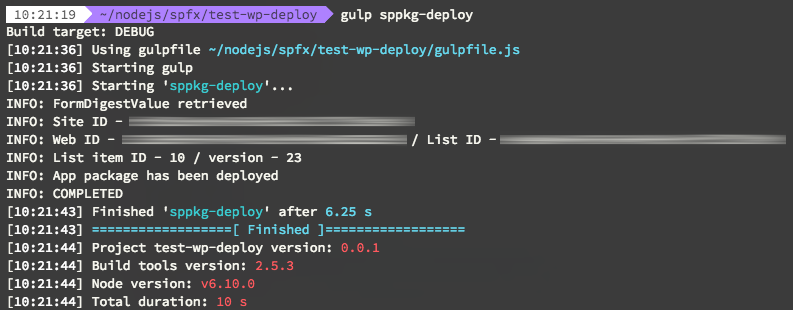 10:21:19 ~/nodejs/spfx/test-wp-deploy gulp sppkg-deploy
Build target: DEBUG
[10:21:36] Using gulpfile ~/nodejs/spfx/test-wp-deploy/gulpfile.js
[10:21:36] Starting gulp
[10:21:36] Starting 'sppkg-deploy'...
INFO: FormDigestValue retrieved
INFO: Site ID -
INFO: Web ID - / List ID -
INFO: List item ID - 10 / version - 23
INFO: App package has been deployed
INFO: COMPLETED
[10:21:43] Finished 'sppkg-deploy' after 6.25 s
[10:21:43] ==================[ Finished ]==================
[10:21:44] Project test-wp-deploy version: 0.0.1
[10:21:44] Build tools version: 2.5.3
[10:21:44] Node version: v6.10.0
[10:21:44] Total duration: 10 s